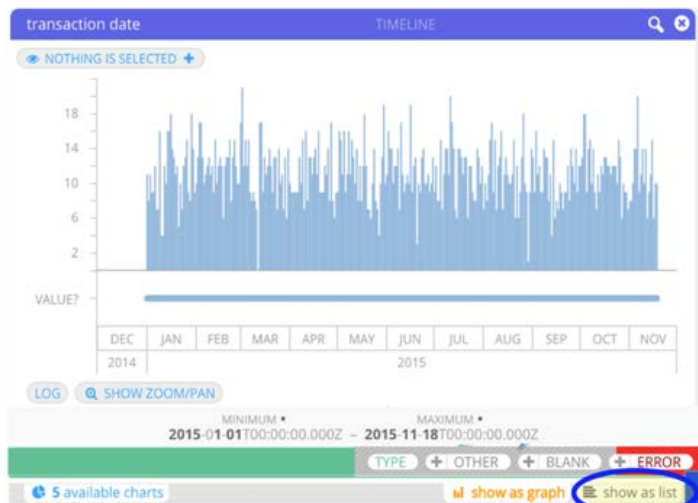 transaction date TIMELINE
NOTHING IS SELECTED +
18
14
10
6
2
VALUE?
DEC JAN FEB MAR APR MAY JUN JUL AUG SEP OCT NOV
2014 2015
LOG SHOW ZOOM/PAN
MINIMUM • MAXIMUM •
2015-01-01T00:00:00.000Z – 2015-11-18T00:00:00.000Z
TYPE + OTHER + BLANK + ERROR
5 available charts show as graph show as list